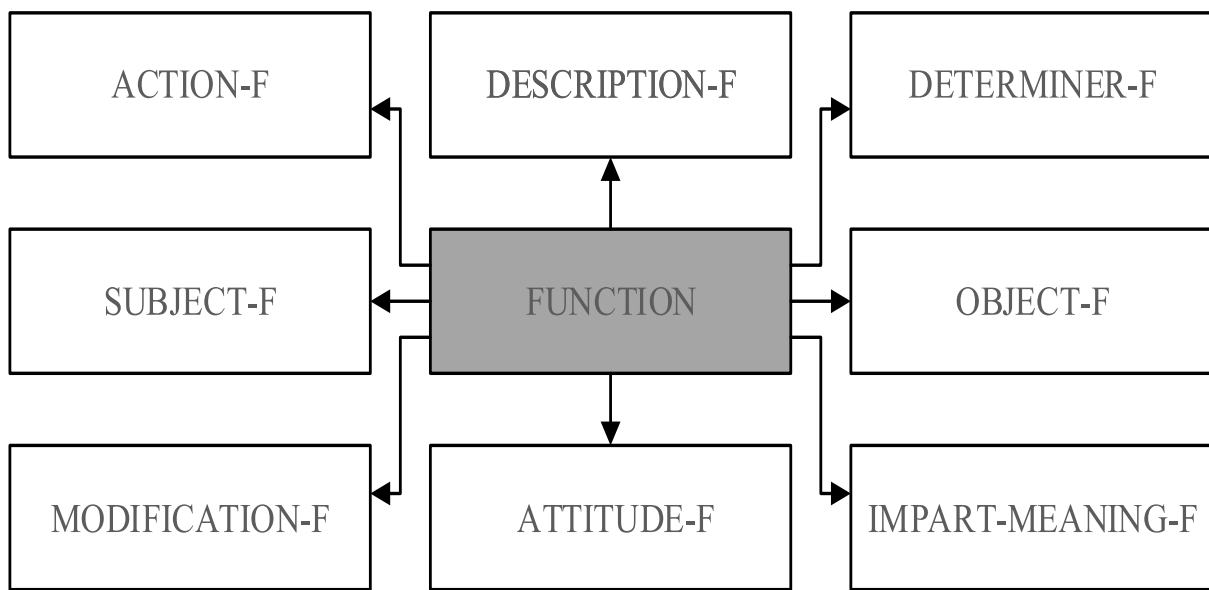 ACTION-F
DESCRIPTION-F
DETERMINER-F
SUBJECT-F
FUNCTION
OBJECT-F
MODIFICATION-F
ATTITUDE-F
IMPART-MEANING-F